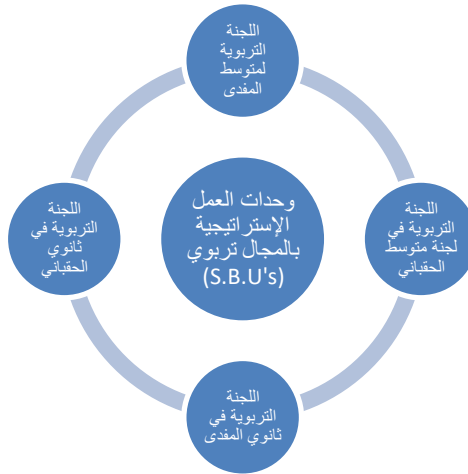 اللجنة
التربوية
لمتوسط
المفدى
وحدات العمل
الإستراتيجية
بالمجال تربوي
(S.B.U's)
اللجنة
التربوية في
لجنة متوسط
الحقباني
اللجنة
التربوية في
ثانوي المفدى
اللجنة
التربوية في
ثانوي
الحقباني